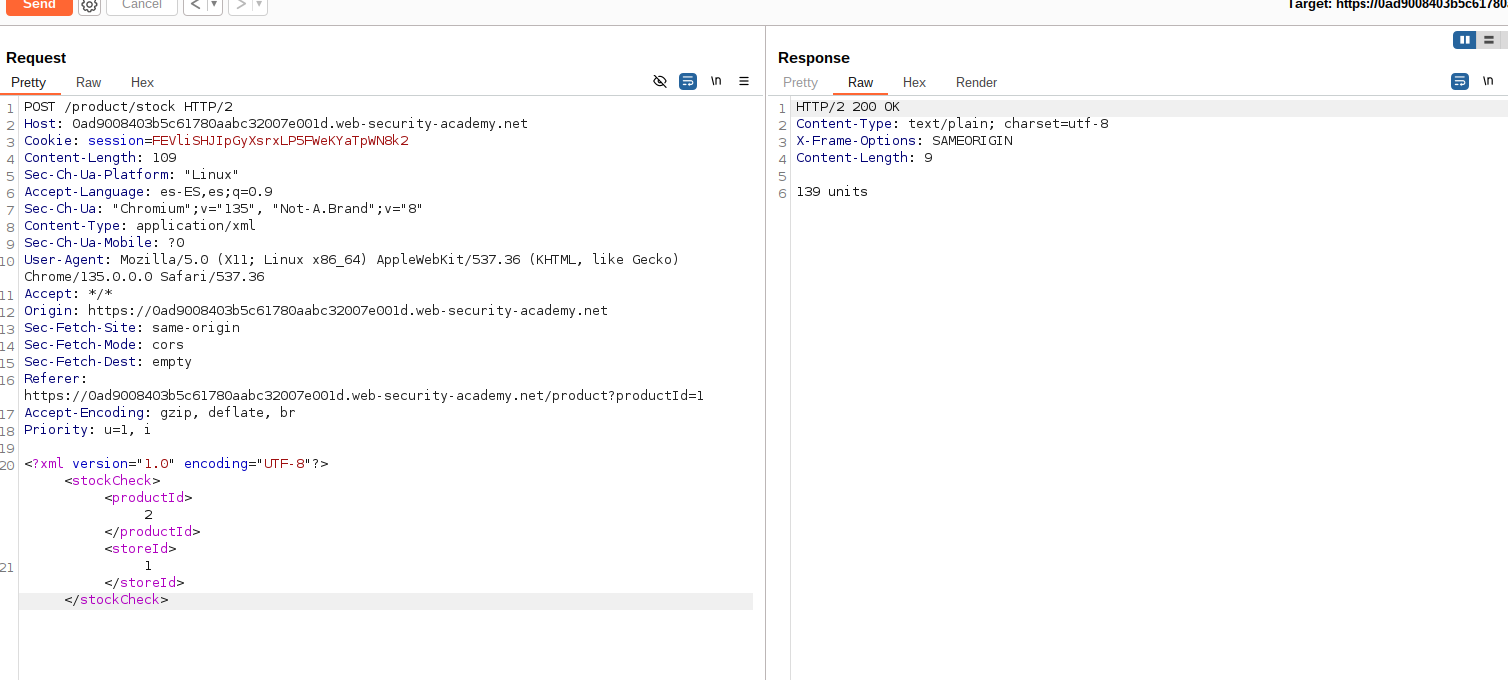 Send
Cancel
Target: https://0ad9008403b5c61780
Request
Pretty Raw Hex
\n
1 POST /product/stock HTTP/2
2 Host: 0ad9008403b5c61780aabc32007e001d.web-security-academy.net
3 Cookie: session=FEVliSHJIpGyXsrxLP5FWeKYaTpWN8k2
4 Content-Length: 109
5 Sec-Ch-Ua-Platform: "Linux"
6 Accept-Language: es-ES,es;q=0.9
7 Sec-Ch-Ua: "Chromium";v="135", "Not-A.Brand";v="8"
8 Content-Type: application/xml
9 Sec-Ch-Ua-Mobile: ?0
10 User-Agent: Mozilla/5.0 (X11; Linux x86_64) AppleWebKit/537.36 (KHTML, like Gecko)
Chrome/135.0.0.0 Safari/537.36
11 Accept: */*
12 Origin: https://0ad9008403b5c61780aabc32007e001d.web-security-academy.net
13 Sec-Fetch-Site: same-origin
14 Sec-Fetch-Mode: cors
15 Sec-Fetch-Dest: empty
16 Referer:
https://0ad9008403b5c61780aabc32007e001d.web-security-academy.net/product?productId=1
17 Accept-Encoding: gzip, deflate, br
18 Priority: u=1, i
19
20 <?xml version="1.0" encoding="UTF-8"?>
<stockCheck>
<productId>
2
</productId>
<storeId>
21 1
</storeId>
</stockCheck>
Response
Pretty Raw Hex Render
\n
1 HTTP/2 200 OK
2 Content-Type: text/plain; charset=utf-8
3 X-Frame-Options: SAMEORIGIN
4 Content-Length: 9
5
6 139 units